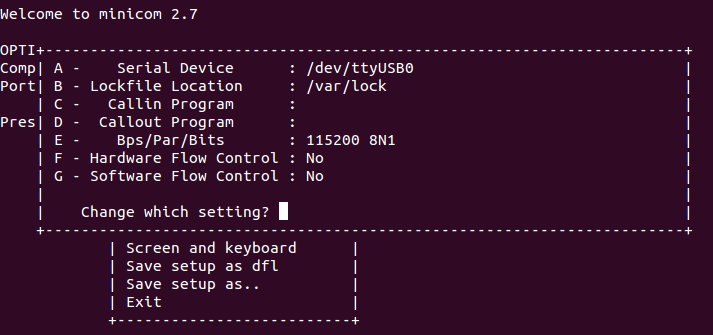 Welcome to minicom 2.7
OPTI+-----------------------------------------------------------------------+
Comp| A -    Serial Device      : /dev/ttyUSB0                              |
Port| B - Lockfile Location     : /var/lock                                 |
    | C -   Callin Program      :                                           |
Pres| D -  Callout Program      :                                           |
    | E -    Bps/Par/Bits       : 115200 8N1                                |
    | F - Hardware Flow Control : No                                        |
    | G - Software Flow Control : No                                        |
    |                                                                       |
    |    Change which setting?                                              |
    +-----------------------------------------------------------------------+
            | Screen and keyboard      |
            | Save setup as dfl        |
            | Save setup as..          |
            | Exit                     |
            +--------------------------+